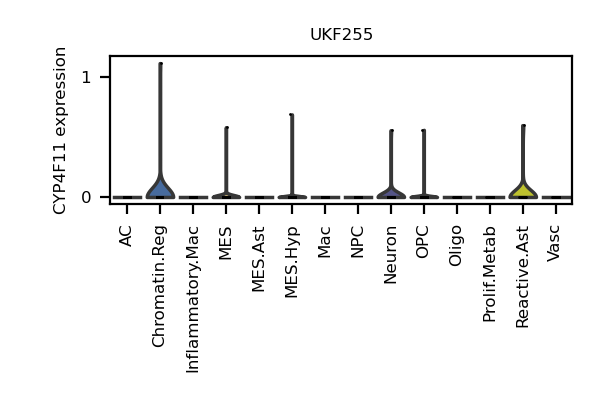 UKF255
CYP4F11 expression
1
0
AC
Chromatin.Reg
Inflammatory.Mac
MES
MES.Ast
MES.Hyp
Mac
NPC
Neuron
OPC
Oligo
Prolif.Metab
Reactive.Ast
Vasc